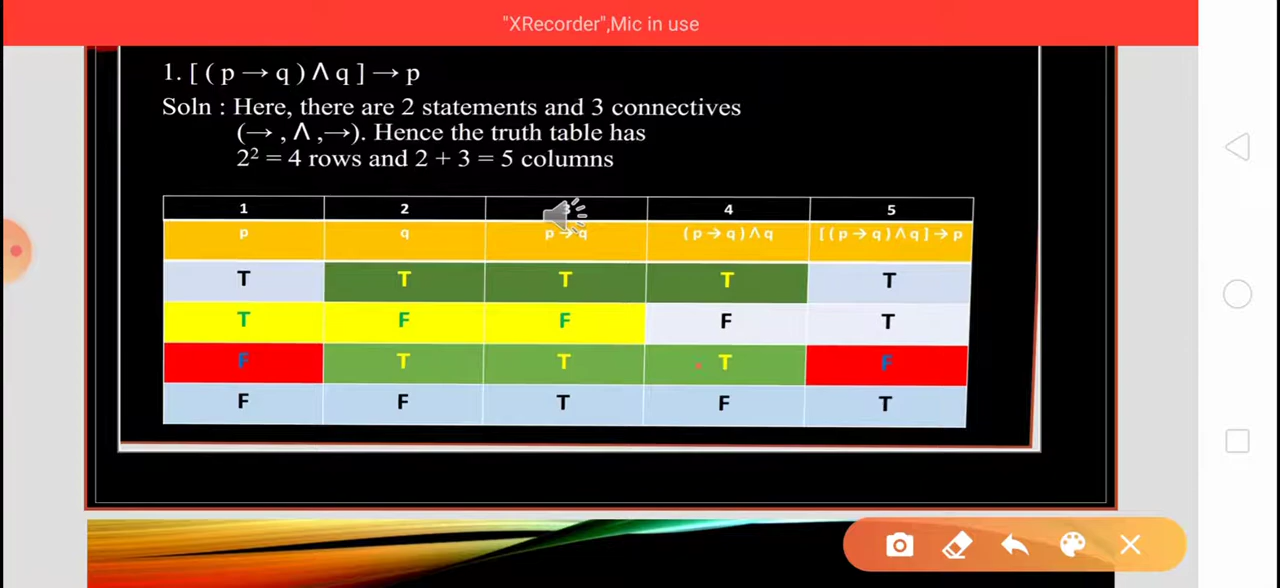 "XRecorder",Mic in use
1. [ ( p → q ) Λ q ] → p
Soln : Here, there are 2 statements and 3 connectives
(→ , Λ ,→). Hence the truth table has
2² = 4 rows and 2 + 3 = 5 columns
1 2 3 4 5
p q p → q ( p → q ) Λ q [ ( p → q ) Λ q ] → p
T T T T T
T F F F T
F T T T F
F F T F T